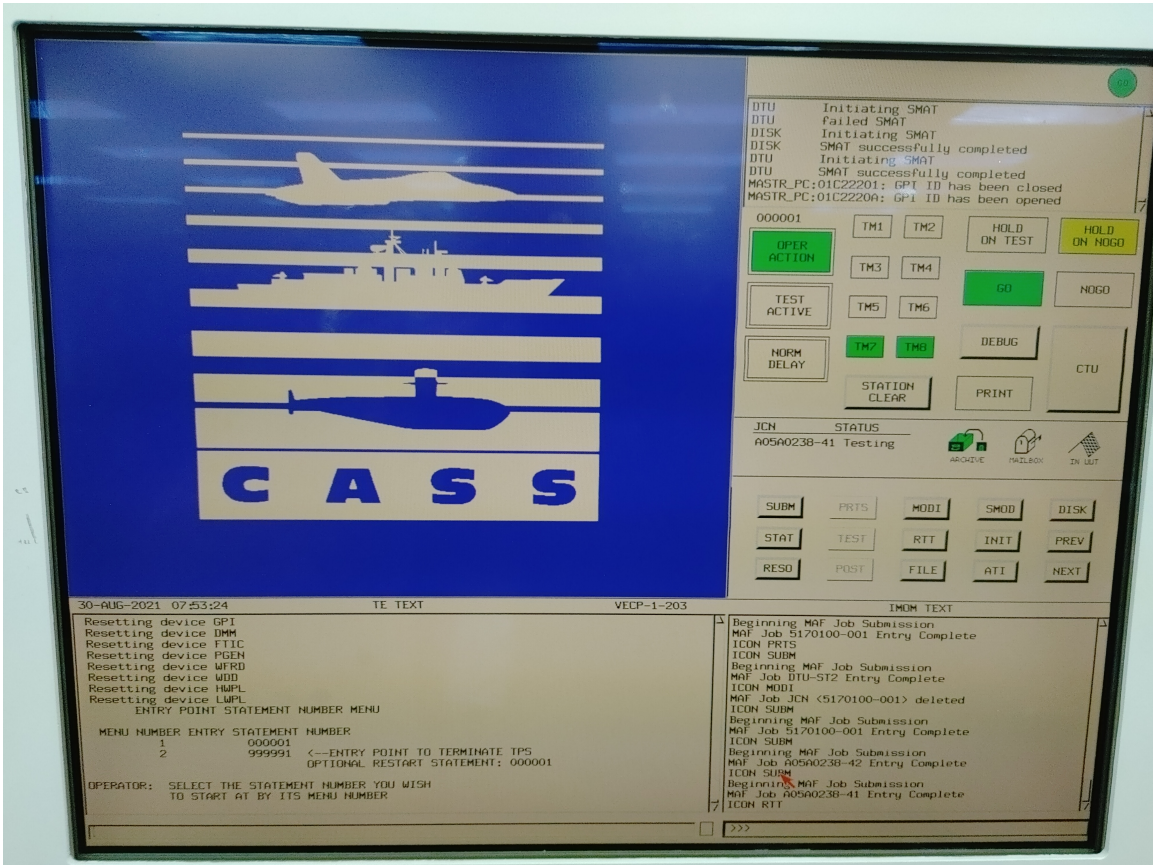 GO
DTU Initiating SMAT
DTU failed SMAT
DISK Initiating SMAT
DISK SMAT successfully completed
DTU Initiating SMAT
DTU SMAT successfully completed
MASTR_PC:01C22201: GPI ID has been closed
MASTR_PC:01C2220A: GPI ID has been opened
000001
OPER ACTION
TM1
TM2
HOLD ON TEST
HOLD ON NOGO
TM3
TM4
GO
NOGO
TEST ACTIVE
TM5
TM6
NORM DELAY
TM7
TM8
DEBUG
CTU
STATION CLEAR
PRINT
JCN STATUS
A05A0238-41 Testing
ARCHIVE
MAILBOX
IN UUT
CASS
SUBM
PRTS
MODI
SMOD
DISK
STAT
TEST
RTT
INIT
PREV
RESO
POST
FILE
ATI
NEXT
30-AUG-2021 07:53:24 TE TEXT VECP-1-203
Resetting device GPI
Resetting device DMM
Resetting device FTIC
Resetting device PGEN
Resetting device WFRD
Resetting device WDD
Resetting device HWPL
Resetting device LWPL
ENTRY POINT STATEMENT NUMBER MENU
MENU NUMBER ENTRY STATEMENT NUMBER
1 000001
2 999991 <--ENTRY POINT TO TERMINATE TPS
OPTIONAL RESTART STATEMENT: 000001
OPERATOR: SELECT THE STATEMENT NUMBER YOU WISH
TO START AT BY ITS MENU NUMBER
IMOM TEXT
Beginning MAF Job Submission
MAF Job 5170100-001 Entry Complete
ICON PRTS
ICON SUBM
Beginning MAF Job Submission
MAF Job DTU-ST2 Entry Complete
ICON MODI
MAF Job JCN <5170100-001> deleted
ICON SUBM
Beginning MAF Job Submission
MAF Job 5170100-001 Entry Complete
ICON SUBM
Beginning MAF Job Submission
MAF Job A05A0238-42 Entry Complete
ICON SUBM
Beginning MAF Job Submission
MAF Job A05A0238-41 Entry Complete
ICON RTT
>>>